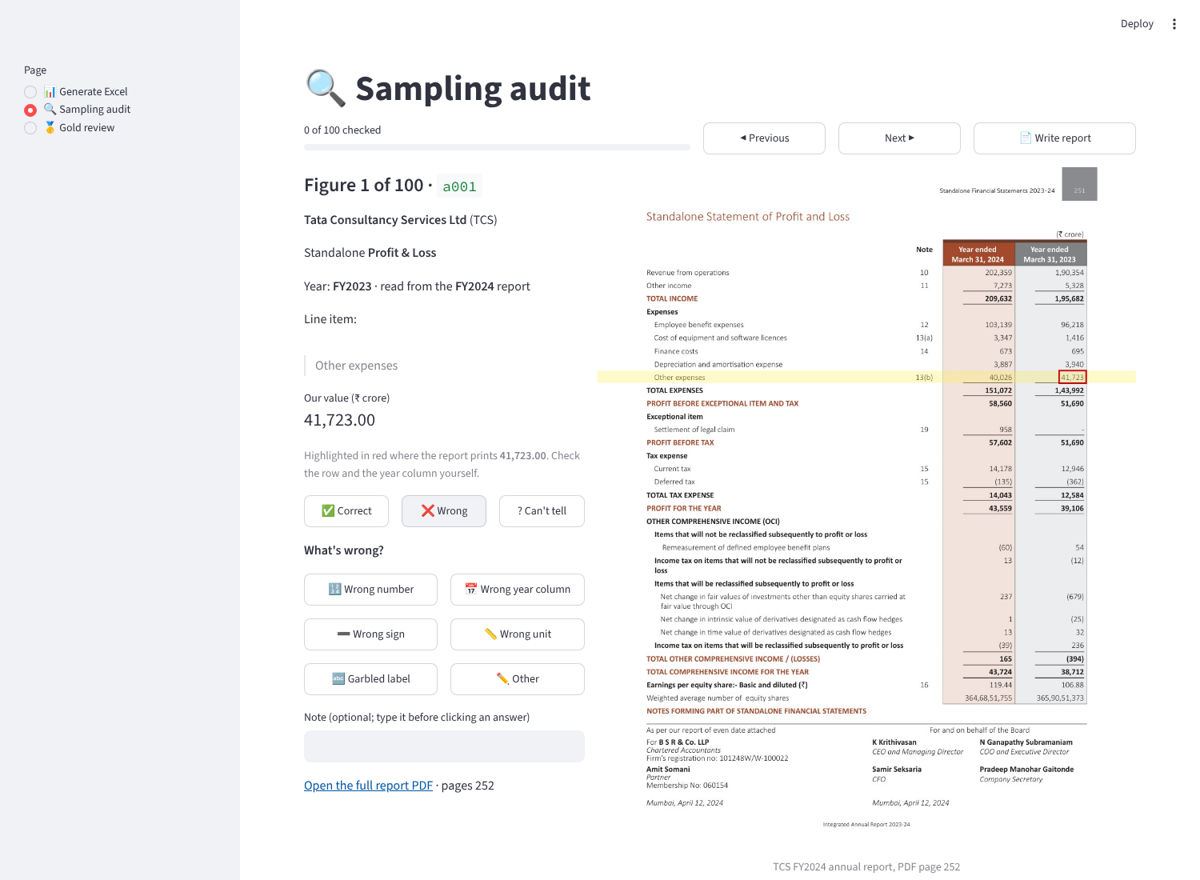 Deploy
Page
📊 Generate Excel
🔍 Sampling audit
🥇 Gold review
🔍 Sampling audit
0 of 100 checked
◂ Previous
Next ▸
📄 Write report
Figure 1 of 100 · a001
Tata Consultancy Services Ltd (TCS)
Standalone Profit & Loss
Year: FY2023 · read from the FY2024 report
Line item:
Other expenses
Our value (₹ crore)
41,723.00
Highlighted in red where the report prints 41,723.00. Check
the row and the year column yourself.
✅ Correct
❌ Wrong
? Can't tell
What's wrong?
🔢 Wrong number
📅 Wrong year column
➖ Wrong sign
📏 Wrong unit
🔤 Garbled label
✏️ Other
Note (optional; type it before clicking an answer)
Open the full report PDF · pages 252
Standalone Financial Statements 2023-24 251
Standalone Statement of Profit and Loss
(₹ crore)
Note Year ended March 31, 2024 Year ended March 31, 2023
Revenue from operations 10 202,359 1,90,354
Other income 11 7,273 5,328
TOTAL INCOME 209,632 1,95,682
Expenses
Employee benefit expenses 12 103,139 96,218
Cost of equipment and software licences 13(a) 3,347 1,416
Finance costs 14 673 695
Depreciation and amortisation expense 3,887 3,940
Other expenses 13(b) 40,026 41,723
TOTAL EXPENSES 151,072 1,43,992
PROFIT BEFORE EXCEPTIONAL ITEM AND TAX 58,560 51,690
Exceptional item
Settlement of legal claim 19 958 -
PROFIT BEFORE TAX 57,602 51,690
Tax expense
Current tax 15 14,178 12,946
Deferred tax 15 (135) (362)
TOTAL TAX EXPENSE 14,043 12,584
PROFIT FOR THE YEAR 43,559 39,106
OTHER COMPREHENSIVE INCOME (OCI)
Items that will not be reclassified subsequently to profit or loss
Remeasurement of defined employee benefit plans (60) 54
Income tax on items that will not be reclassified subsequently to profit or 13 (12)
loss
Items that will be reclassified subsequently to profit or loss
Net change in fair values of investments other than equity shares carried at 237 (679)
fair value through OCI
Net change in intrinsic value of derivatives designated as cash flow hedges 1 (25)
Net change in time value of derivatives designated as cash flow hedges 13 32
Income tax on items that will be reclassified subsequently to profit or loss (39) 236
TOTAL OTHER COMPREHENSIVE INCOME / (LOSSES) 165 (394)
TOTAL COMPREHENSIVE INCOME FOR THE YEAR 43,724 38,712
Earnings per equity share:- Basic and diluted (₹) 16 119.44 106.88
Weighted average number of equity shares 364,68,51,755 365,90,51,373
NOTES FORMING PART OF STANDALONE FINANCIAL STATEMENTS
As per our report of even date attached For and on behalf of the Board
For B S R & Co. LLP K Krithivasan N Ganapathy Subramaniam
Chartered Accountants CEO and Managing Director COO and Executive Director
Firm's registration no: 101248W/W-100022
Amit Somani Samir Seksaria Pradeep Manohar Gaitonde
Partner CFO Company Secretary
Membership No: 060154
Mumbai, April 12, 2024 Mumbai, April 12, 2024
Integrated Annual Report 2023-24
TCS FY2024 annual report, PDF page 252